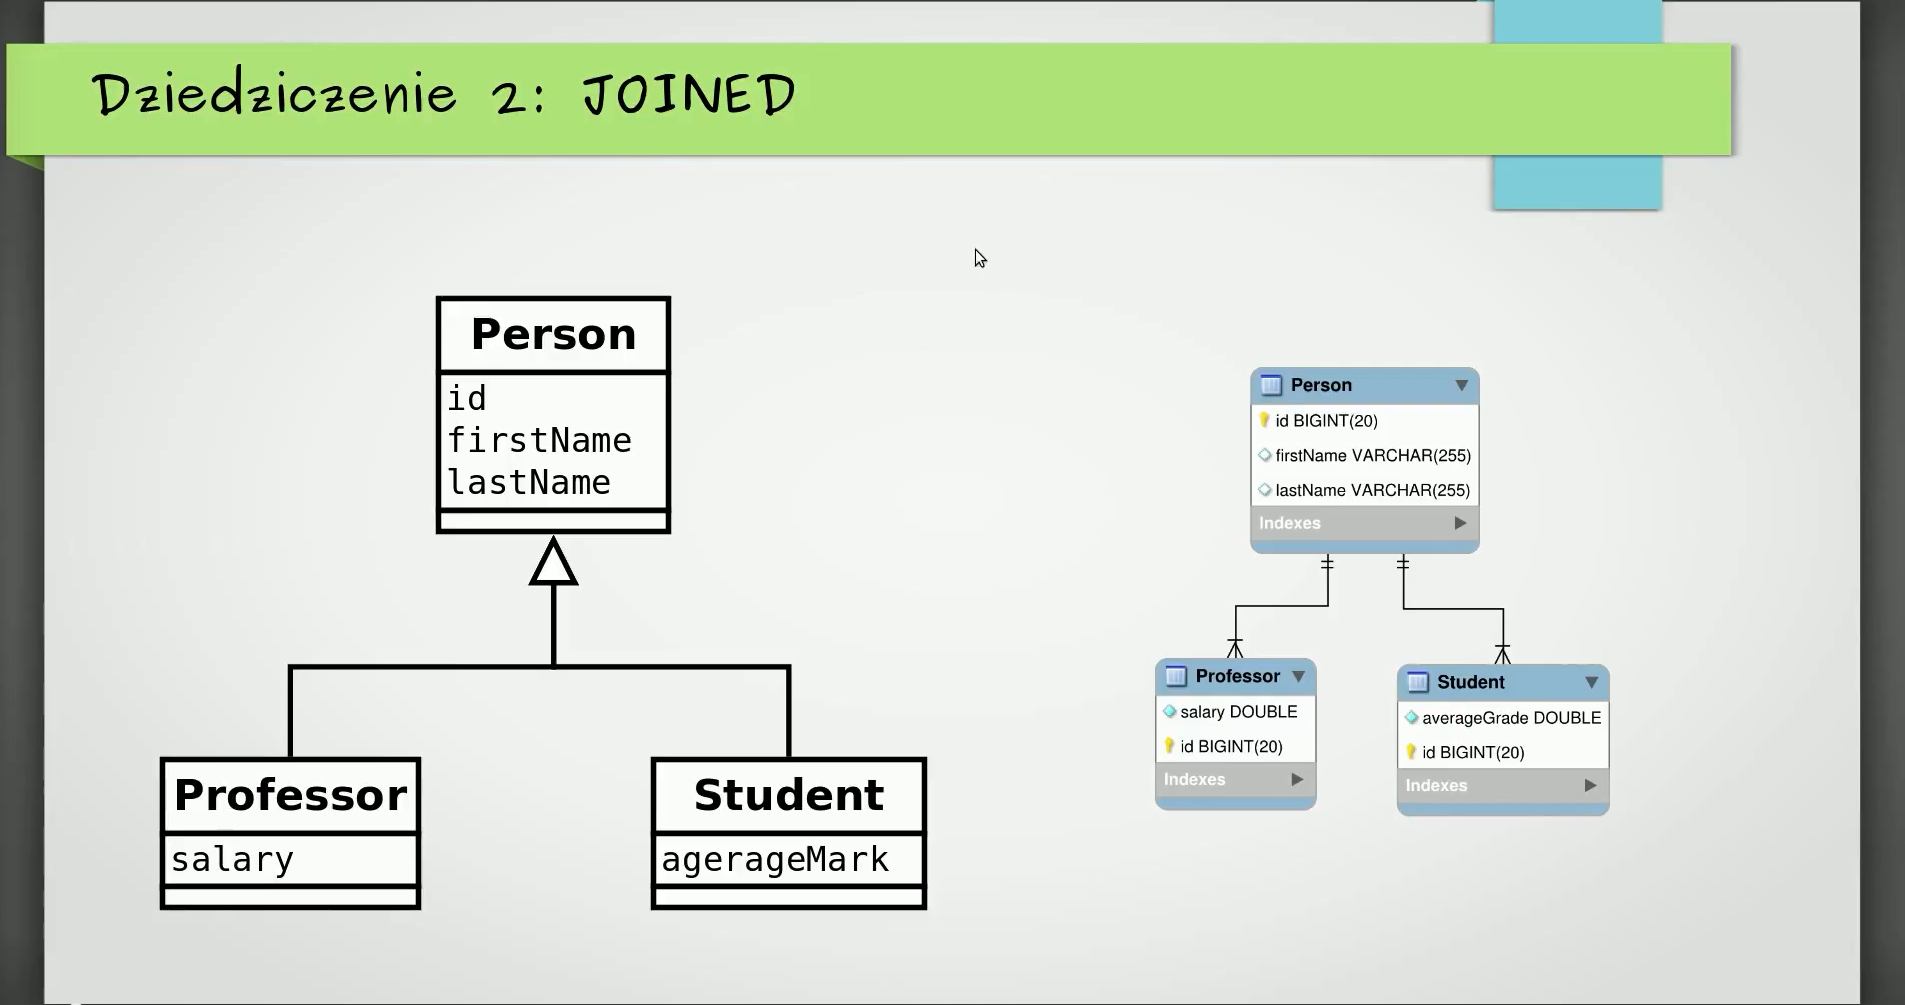 Dziedziczenie 2: JOINED
Person
id
firstName
lastName
Professor
salary
Student
agerageMark
Person
id BIGINT(20)
firstName VARCHAR(255)
lastName VARCHAR(255)
Indexes
Professor
salary DOUBLE
id BIGINT(20)
Indexes
Student
averageGrade DOUBLE
id BIGINT(20)
Indexes